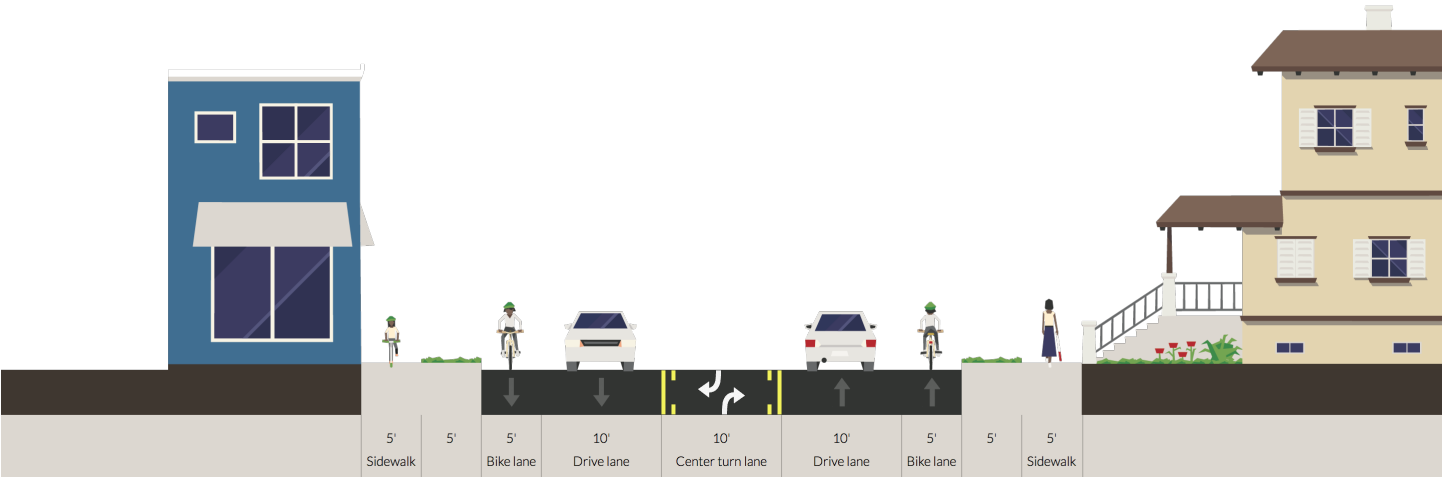 5' 5' 5' 10' 10' 10' 5' 5' 5'
Sidewalk Bike lane Drive lane Center turn lane Drive lane Bike lane Sidewalk